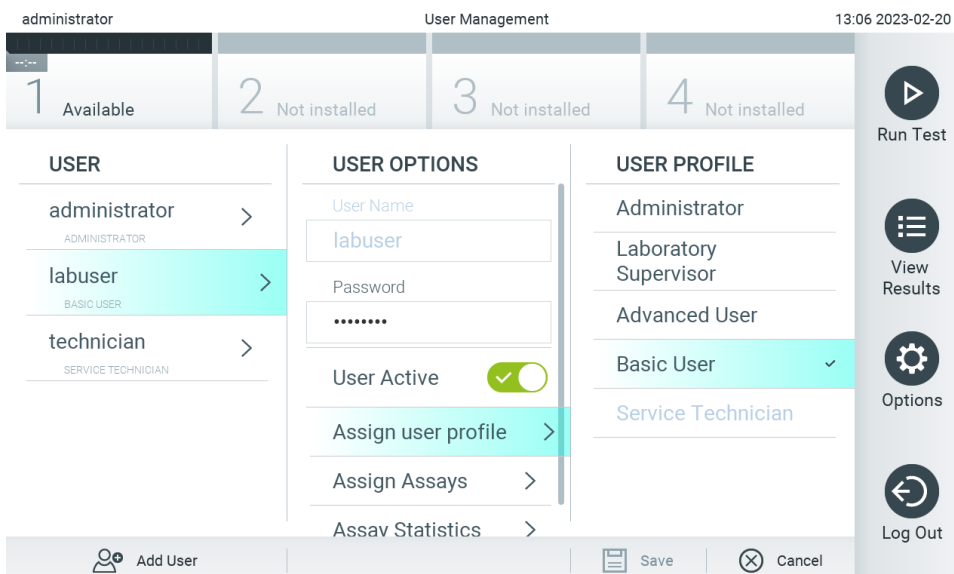 administrator User Management 13:06 2023-02-20
--:--
1 Available 2 Not installed 3 Not installed 4 Not installed
Run Test
View
Results
Options
Log Out
USER
administrator
ADMINISTRATOR
labuser
BASIC USER
technician
SERVICE TECHNICIAN
USER OPTIONS
User Name
labuser
Password
••••••••
User Active
Assign user profile
Assign Assays
Assay Statistics
USER PROFILE
Administrator
Laboratory
Supervisor
Advanced User
Basic User
Service Technician
Add User Save Cancel